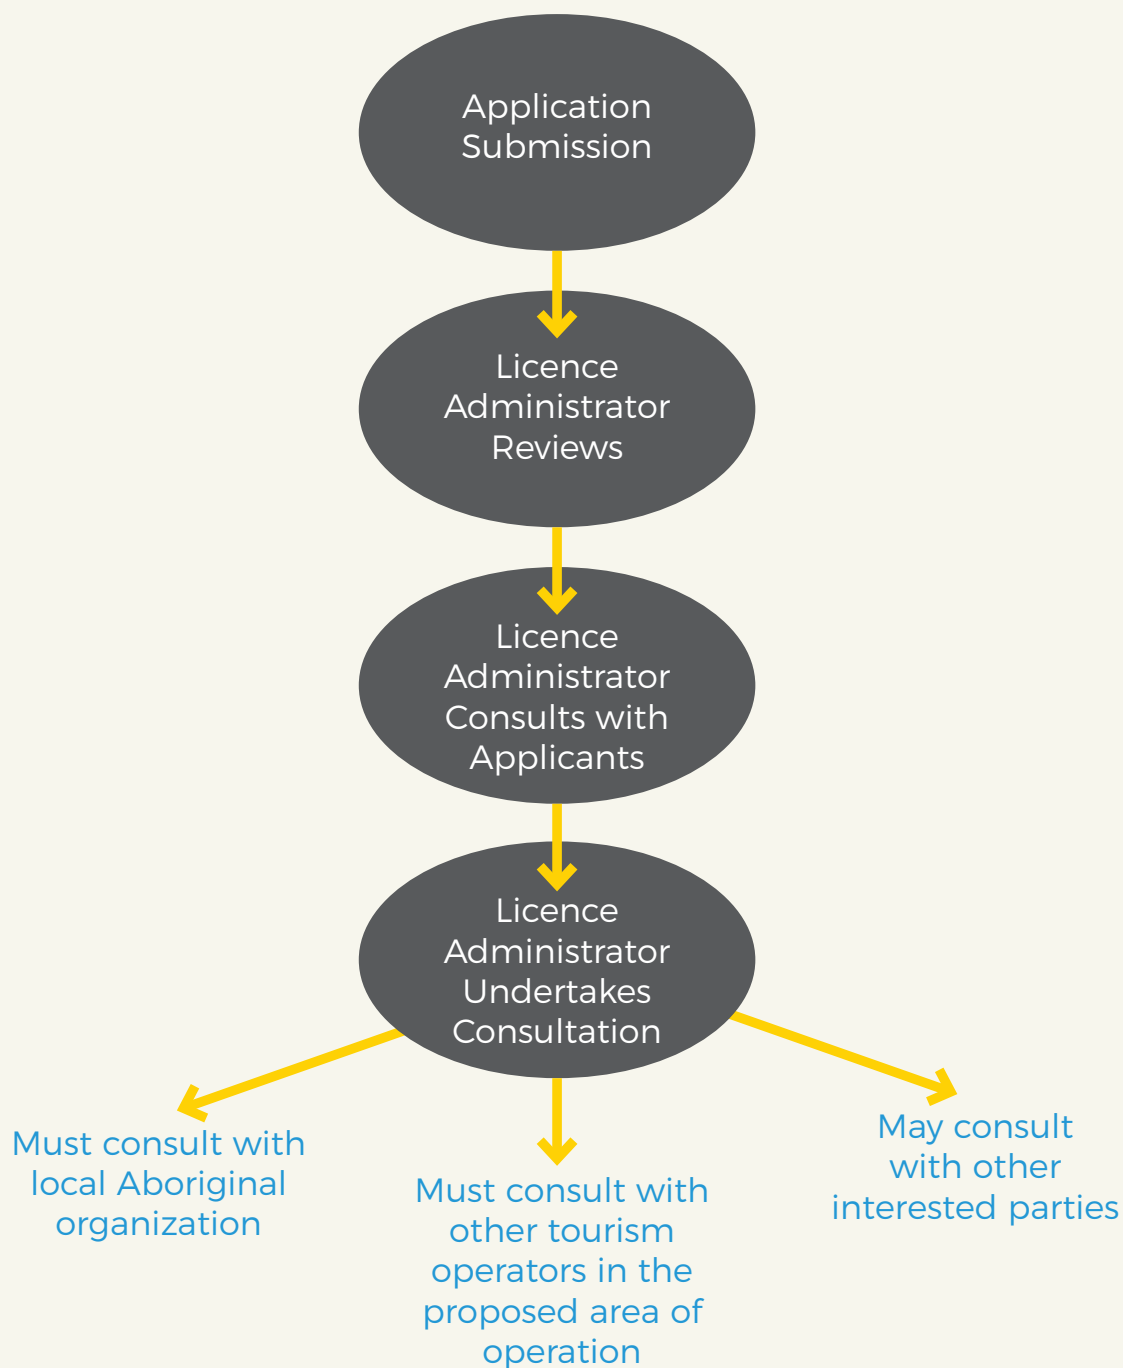 Application
Submission
Licence
Administrator
Reviews
Licence
Administrator
Consults with
Applicants
Licence
Administrator
Undertakes
Consultation
Must consult with
local Aboriginal
organization
Must consult with
other tourism
operators in the
proposed area of
operation
May consult
with other
interested parties